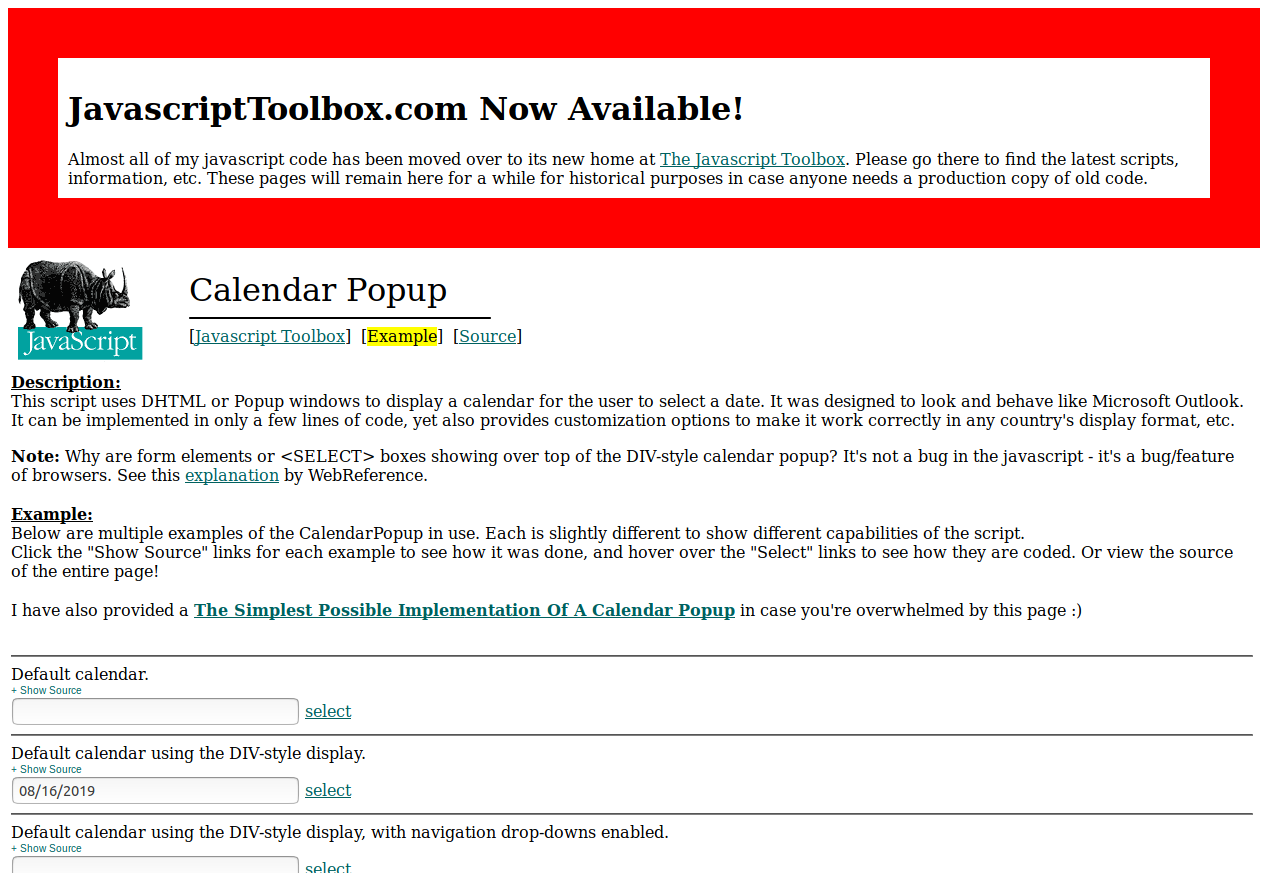 JavascriptToolbox.com Now Available!
Almost all of my javascript code has been moved over to its new home at The Javascript Toolbox. Please go there to find the latest scripts,
information, etc. These pages will remain here for a while for historical purposes in case anyone needs a production copy of old code.
JavaScript
Calendar Popup
[Javascript Toolbox] [Example] [Source]
Description:
This script uses DHTML or Popup windows to display a calendar for the user to select a date. It was designed to look and behave like Microsoft Outlook.
It can be implemented in only a few lines of code, yet also provides customization options to make it work correctly in any country's display format, etc.
Note: Why are form elements or <SELECT> boxes showing over top of the DIV-style calendar popup? It's not a bug in the javascript - it's a bug/feature
of browsers. See this explanation by WebReference.
Example:
Below are multiple examples of the CalendarPopup in use. Each is slightly different to show different capabilities of the script.
Click the "Show Source" links for each example to see how it was done, and hover over the "Select" links to see how they are coded. Or view the source
of the entire page!
I have also provided a The Simplest Possible Implementation Of A Calendar Popup in case you're overwhelmed by this page :)
Default calendar.
+ Show Source
select
Default calendar using the DIV-style display.
+ Show Source
08/16/2019 select
Default calendar using the DIV-style display, with navigation drop-downs enabled.
+ Show Source
select